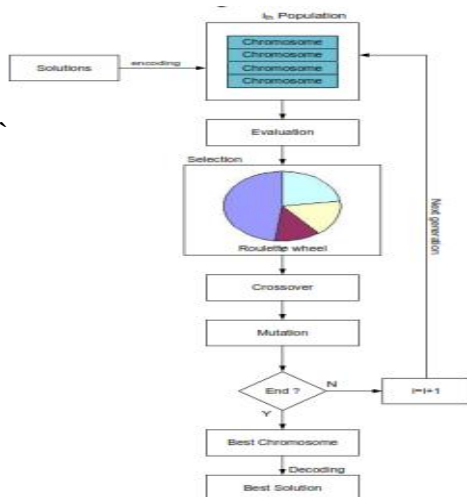 Iₜₕ Population
Chromosome
Chromosome
Chromosome
Chromosome
Solutions
encoding
`
Evaluation
Selection
Roulette wheel
Crossover
Mutation
End ?
N
i=i+1
Next generation
Y
Best Chromosome
Decoding
Best Solution